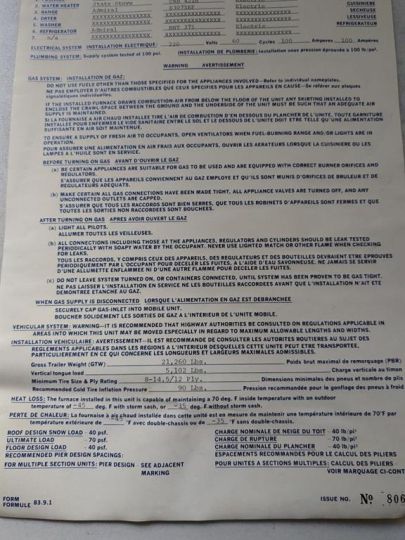 2. WATER HEATER State Stove Electric CUISINIERE
3. RANGE Admiral Electric SECHEUSE
4. DRYER XXXXXXXXXXXXXXX XXXXXXXXXXXXXXX XXXXXXXXXXXXXXX LESSIVEUSE
5. WASHER XXXXXXXXXXXXXXX XXXXXXXXXXXXXXX XXXXXXXXXXXXXXX REFRIGERATEUR
6. REFRIGERATOR Admiral Electric
7. n/a XXXXXXXXXXXXXXX XXXXXXXXXXXXXXX
ELECTRICAL SYSTEM INSTALLATION ELECTRIQUE: 220 Volts 60 Cycles 100 Amperes 100 Amperes
PLUMBING SYSTEM: Supply system tested at 100 psi. INSTALLATION DE PLOMBERIE: Installation sous pression éprouvée à 100 lb/po².
WARNING AVERTISSEMENT
GAS SYSTEM: INSTALLATION DE GAZ:
DO NOT USE FUELS OTHER THAN THOSE SPECIFIED FOR THE APPLIANCES INVOLVED—Refer to individual nameplates.
NE PAS EMPLOYER D'AUTRES COMBUSTIBLES QUE CEUX SPECIFIES POUR LES APPAREILS EN CAUSE—Se référer aux plaques
signalétiques individuelles.
IF THE INSTALLED FURNACE DRAWS COMBUSTION AIR FROM BELOW THE FLOOR OF THE UNIT ANY SKIRTING INSTALLED TO
ENCLOSE THE CRAWL SPACE BETWEEN THE GROUND AND THE UNDERSIDE OF THE UNIT MUST BE SUCH THAT AN ADEQUATE AIR
SUPPLY IS MAINTAINED.
SI LA FOURNAISE A AIR CHAUD INSTALLEE TIRE L'AIR DE COMBUSTION D'EN DESSOUS DU PLANCHER DE L'UNITE, TOUTE GARNITURE
INSTALLEE POUR ENFERMER LE VIDE SANITAIRE ENTRE LE SOL ET LE DESSOUS DE L'UNITE DOIT ETRE TELLE QU'UNE ALIMENTATION
SUFFISANTE EN AIR SOIT MAINTENUE.
TO ENSURE A SUPPLY OF FRESH AIR TO OCCUPANTS, OPEN VENTILATORS WHEN FUEL-BURNING RANGE AND/OR LIGHTS ARE IN
OPERATION.
POUR ASSURER UNE ALIMENTATION EN AIR FRAIS AUX OCCUPANTS, OUVRIR LES AERATEURS LORSQUE LA CUISINIERE OU LES
LAMPES A L'HUILE SONT EN SERVICE.
BEFORE TURNING ON GAS AVANT D'OUVRIR LE GAZ
(a) BE CERTAIN APPLIANCES ARE SUITABLE FOR GAS TO BE USED AND ARE EQUIPPED WITH CORRECT BURNER ORIFICES AND
REGULATORS.
S'ASSURER QUE LES APPAREILS CONVIENNENT AU GAZ EMPLOYE ET QU'ILS SONT MUNIS D'ORIFICES DE BRULEUR ET DE
REGULATEURS ADEQUATS.
(b) MAKE CERTAIN ALL GAS CONNECTIONS HAVE BEEN MADE TIGHT, ALL APPLIANCE VALVES ARE TURNED OFF, AND ANY
UNCONNECTED OUTLETS ARE CAPPED.
S'ASSURER QUE TOUS LES RACCORDS SONT BIEN SERRES, QUE TOUS LES ROBINETS D'APPAREILS SONT FERMES ET QUE
TOUTES LES SORTIES NON RACCORDEES SONT BOUCHEES.
AFTER TURNING ON GAS APRES AVOIR OUVERT LE GAZ
(a) LIGHT ALL PILOTS.
ALLUMER TOUTES LES VEILLEUSES.
(b) ALL CONNECTIONS INCLUDING THOSE AT THE APPLIANCES, REGULATORS AND CYLINDERS SHOULD BE LEAK TESTED
PERIODICALLY WITH SOAPY WATER BY THE OCCUPANT. NEVER USE LIGHTED MATCH OR OTHER FLAME WHEN CHECKING
FOR LEAKS.
TOUS LES RACCORDS, Y COMPRIS CEUX DES APPAREILS, DES REGULATEURS ET DES BOUTEILLES DEVRAIENT ETRE EPROUVES
PERIODIQUEMENT PAR L'OCCUPANT POUR DECELER LES FUITES, A L'AIDE D'EAU SAVONNEUSE. NE JAMAIS SE SERVIR
D'UNE ALLUMETTE ENFLAMMEE NI D'UNE AUTRE FLAMME POUR DECELER LES FUITES.
(c) DO NOT LEAVE SYSTEM TURNED ON, OR CONTAINERS CONNECTED, UNTIL SYSTEM HAS BEEN PROVEN TO BE GAS TIGHT.
NE PAS LAISSER L'INSTALLATION EN SERVICE NI LES BOUTEILLES RACCORDEES AVANT QUE L'INSTALLATION N'AIT ETE
DEMONTREE ETANCHE AU GAZ.
WHEN GAS SUPPLY IS DISCONNECTED LORSQUE L'ALIMENTATION EN GAZ EST DEBRANCHEE
SECURELY CAP GAS-INLET INTO MOBILE UNIT.
BOUCHER SOLIDEMENT LES SORTIES DE GAZ A L'INTERIEUR DE L'UNITE MOBILE.
VEHICULAR SYSTEM: WARNING—IT IS RECOMMENDED THAT HIGHWAY AUTHORITIES BE CONSULTED ON REGULATIONS APPLICABLE IN
AREAS INTO WHICH THIS UNIT MAY BE MOVED ESPECIALLY IN REGARD TO MAXIMUM ALLOWABLE LENGTHS AND WIDTHS.
INSTALLATION VEHICULAIRE: AVERTISSEMENT—IL EST RECOMMANDE DE CONSULTER LES AUTORITES ROUTIERES AU SUJET DES
REGLEMENTS APPLICABLES DANS LES REGIONS A L'INTERIEUR DESQUELLES CETTE UNITE PEUT ETRE TRANSPORTEE,
PARTICULIEREMENT EN CE QUI CONCERNE LES LONGUEURS ET LARGEURS MAXIMALES ADMISSIBLES.
Gross Trailer Weight (GTW) 21,260 Lbs. Poids brut maximal de remorquage (PBR)
Vertical tongue load 5,102 Lbs. Charge verticale au timon
Minimum Tire Size & Ply Rating 8-14.5/12 Ply. Dimensions minimales des pneus et nombre de plis
Recommended Cold Tire Inflation Pressure 90 Lbs. Pression recommandée pour le gonflage des pneus à froid
HEAT LOSS: The furnace installed in this unit is capable of maintaining a 70 deg. F inside temperature with an outdoor
temperature of -45 deg. F with storm sash, or -35 deg. F without storm sash.
PERTE DE CHALEUR: La fournaise à air chaud installée dans cette unité est en mesure de maintenir une température intérieure de 70°F par
température extérieure de °F avec double-chassis ou de -35 °F sans double-chassis.
ROOF DESIGN SNOW LOAD - 40 psf. CHARGE NOMINALE DE NEIGE DU TOIT - 40 lb/pi²
ULTIMATE LOAD - 70 psf. CHARGE DE RUPTURE - 70 lb/pi²
FLOOR DESIGN LOAD - 40 psf. CHARGE NOMINALE DU PLANCHER - 40 lb/pi²
RECOMMENDED PIER DESIGN SPACINGS: ESPACEMENTS RECOMMANDES POUR LE CALCUL DES PILIERS
FOR MULTIPLE SECTION UNITS: PIER DESIGN SEE ADJACENT MARKING POUR UNITES A SECTIONS MULTIPLES: CALCUL DES PILIERS
VOIR MARQUAGE CI-CONT
FORM
FORMULE 83.9.1
ISSUE NO. Nº 806